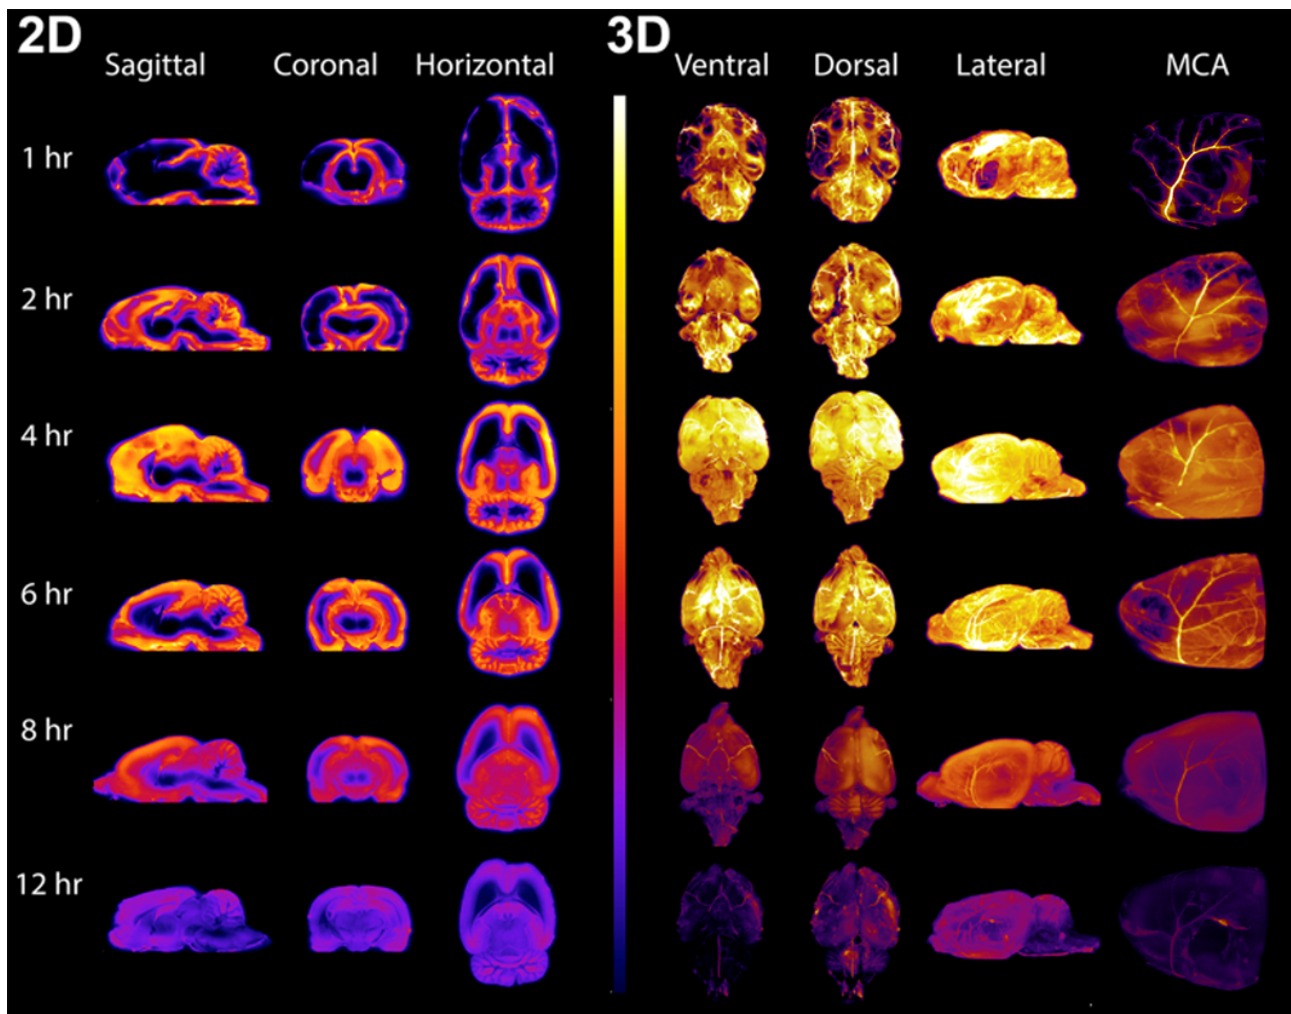 2D 3D
Sagittal Coronal Horizontal Ventral Dorsal Lateral MCA
1 hr
2 hr
4 hr
6 hr
8 hr
12 hr